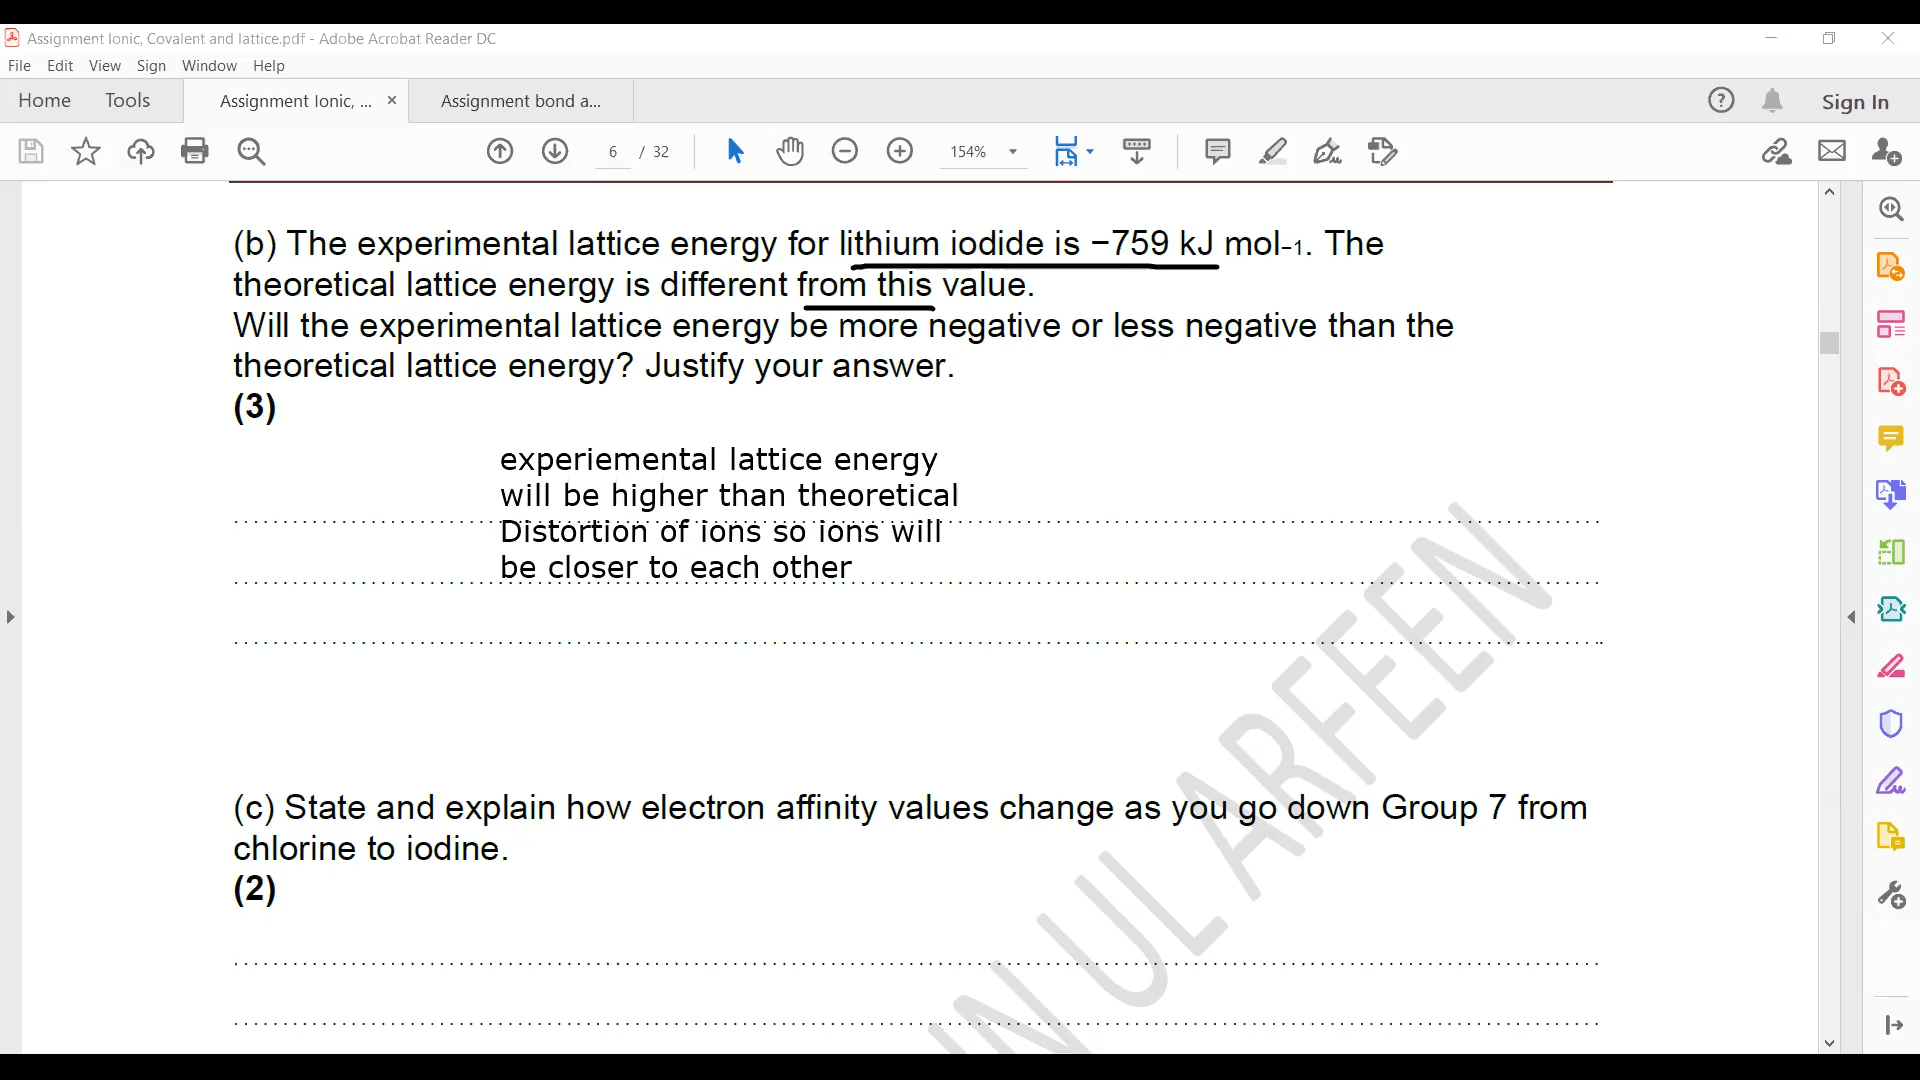 Assignment Ionic, Covalent and lattice.pdf - Adobe Acrobat Reader DC
File Edit View Sign Window Help
Home Tools Assignment Ionic, ... × Assignment bond a... Sign In
6 / 32 154%
(b) The experimental lattice energy for lithium iodide is −759 kJ mol−1. The
theoretical lattice energy is different from this value.
Will the experimental lattice energy be more negative or less negative than the
theoretical lattice energy? Justify your answer.
(3)
experiemental lattice energy
will be higher than theoretical
Distortion of ions so ions will
be closer to each other
(c) State and explain how electron affinity values change as you go down Group 7 from
chlorine to iodine.
(2)
IN UL ARFEEN